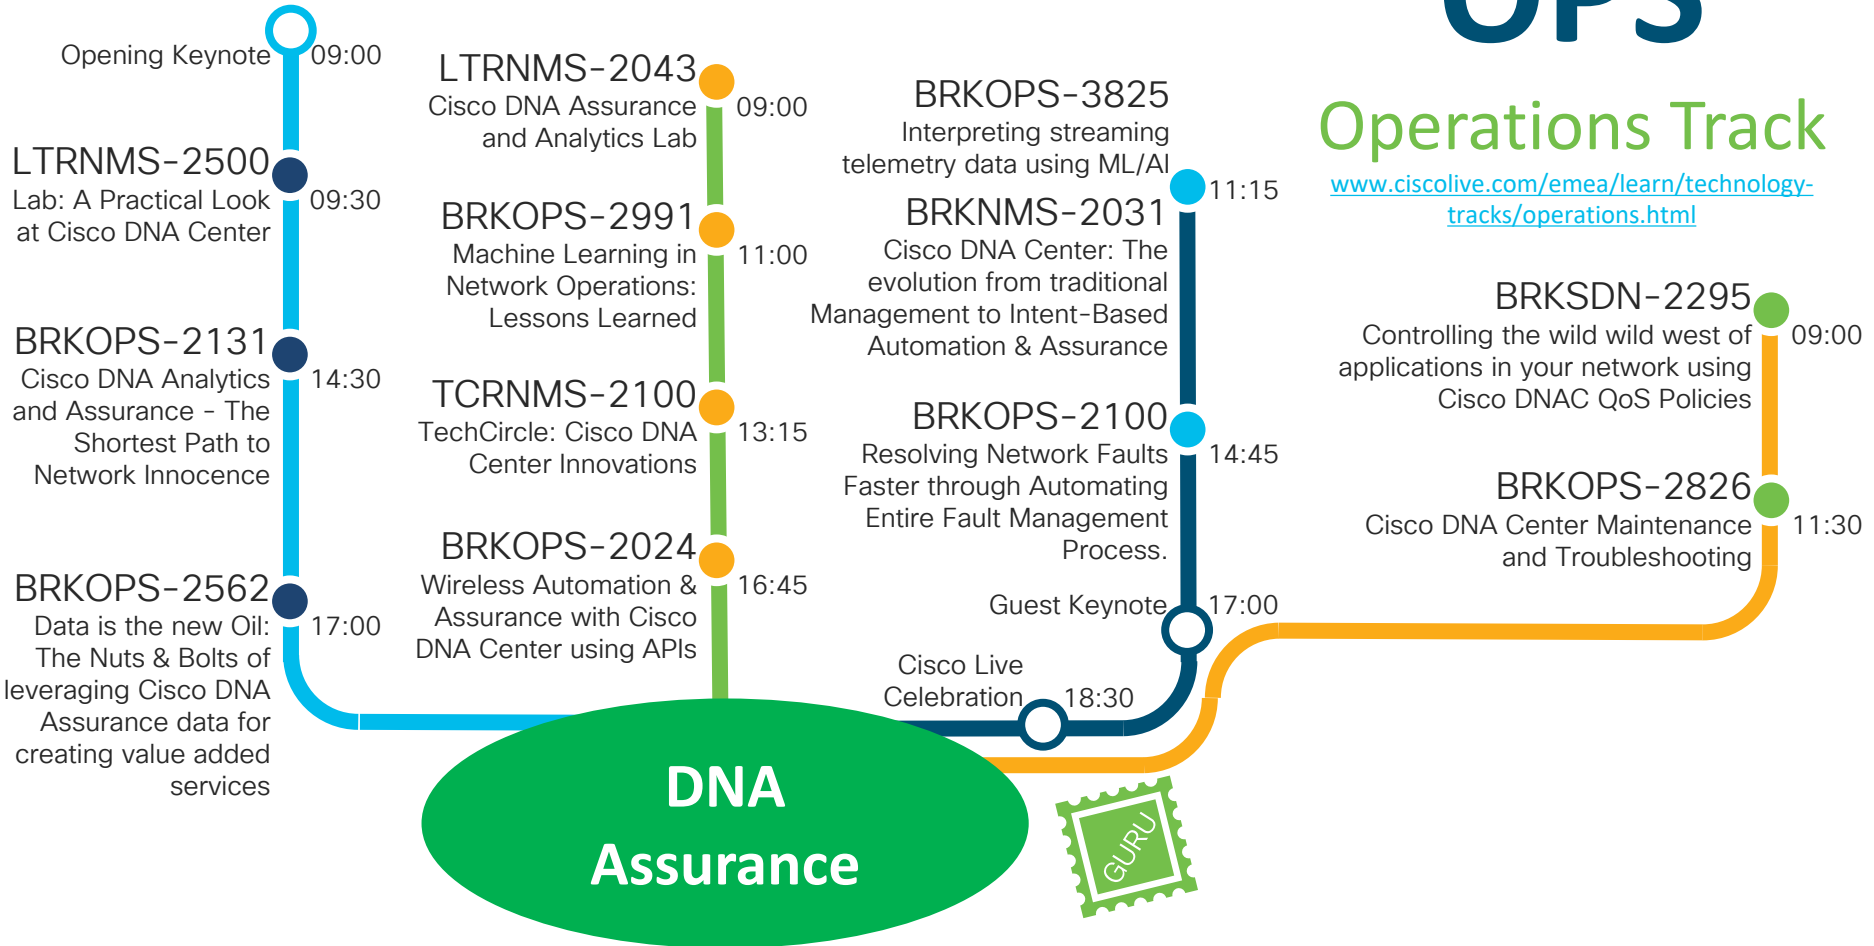 Opening Keynote
09:00
LTRNMS-2500
Lab: A Practical Look
at Cisco DNA Center
09:30
BRKOPS-2131
Cisco DNA Analytics
and Assurance - The
Shortest Path to
Network Innocence
14:30
BRKOPS-2562
Data is the new Oil:
The Nuts & Bolts of
leveraging Cisco DNA
Assurance data for
creating value added
services
17:00
LTRNMS-2043
Cisco DNA Assurance
and Analytics Lab
09:00
BRKOPS-2991
Machine Learning in
Network Operations:
Lessons Learned
11:00
TCRNMS-2100
TechCircle: Cisco DNA
Center Innovations
13:15
BRKOPS-2024
Wireless Automation &
Assurance with Cisco
DNA Center using APIs
16:45
BRKOPS-3825
Interpreting streaming
telemetry data using ML/AI
11:15
BRKNMS-2031
Cisco DNA Center: The
evolution from traditional
Management to Intent-Based
Automation & Assurance
BRKOPS-2100
Resolving Network Faults
Faster through Automating
Entire Fault Management
Process.
14:45
Guest Keynote
17:00
Cisco Live
Celebration
18:30
OPS
Operations Track
www.ciscolive.com/emea/learn/technology-
tracks/operations.html
BRKSDN-2295
Controlling the wild wild west of
applications in your network using
Cisco DNAC QoS Policies
09:00
BRKOPS-2826
Cisco DNA Center Maintenance
and Troubleshooting
11:30
DNA
Assurance
GURU